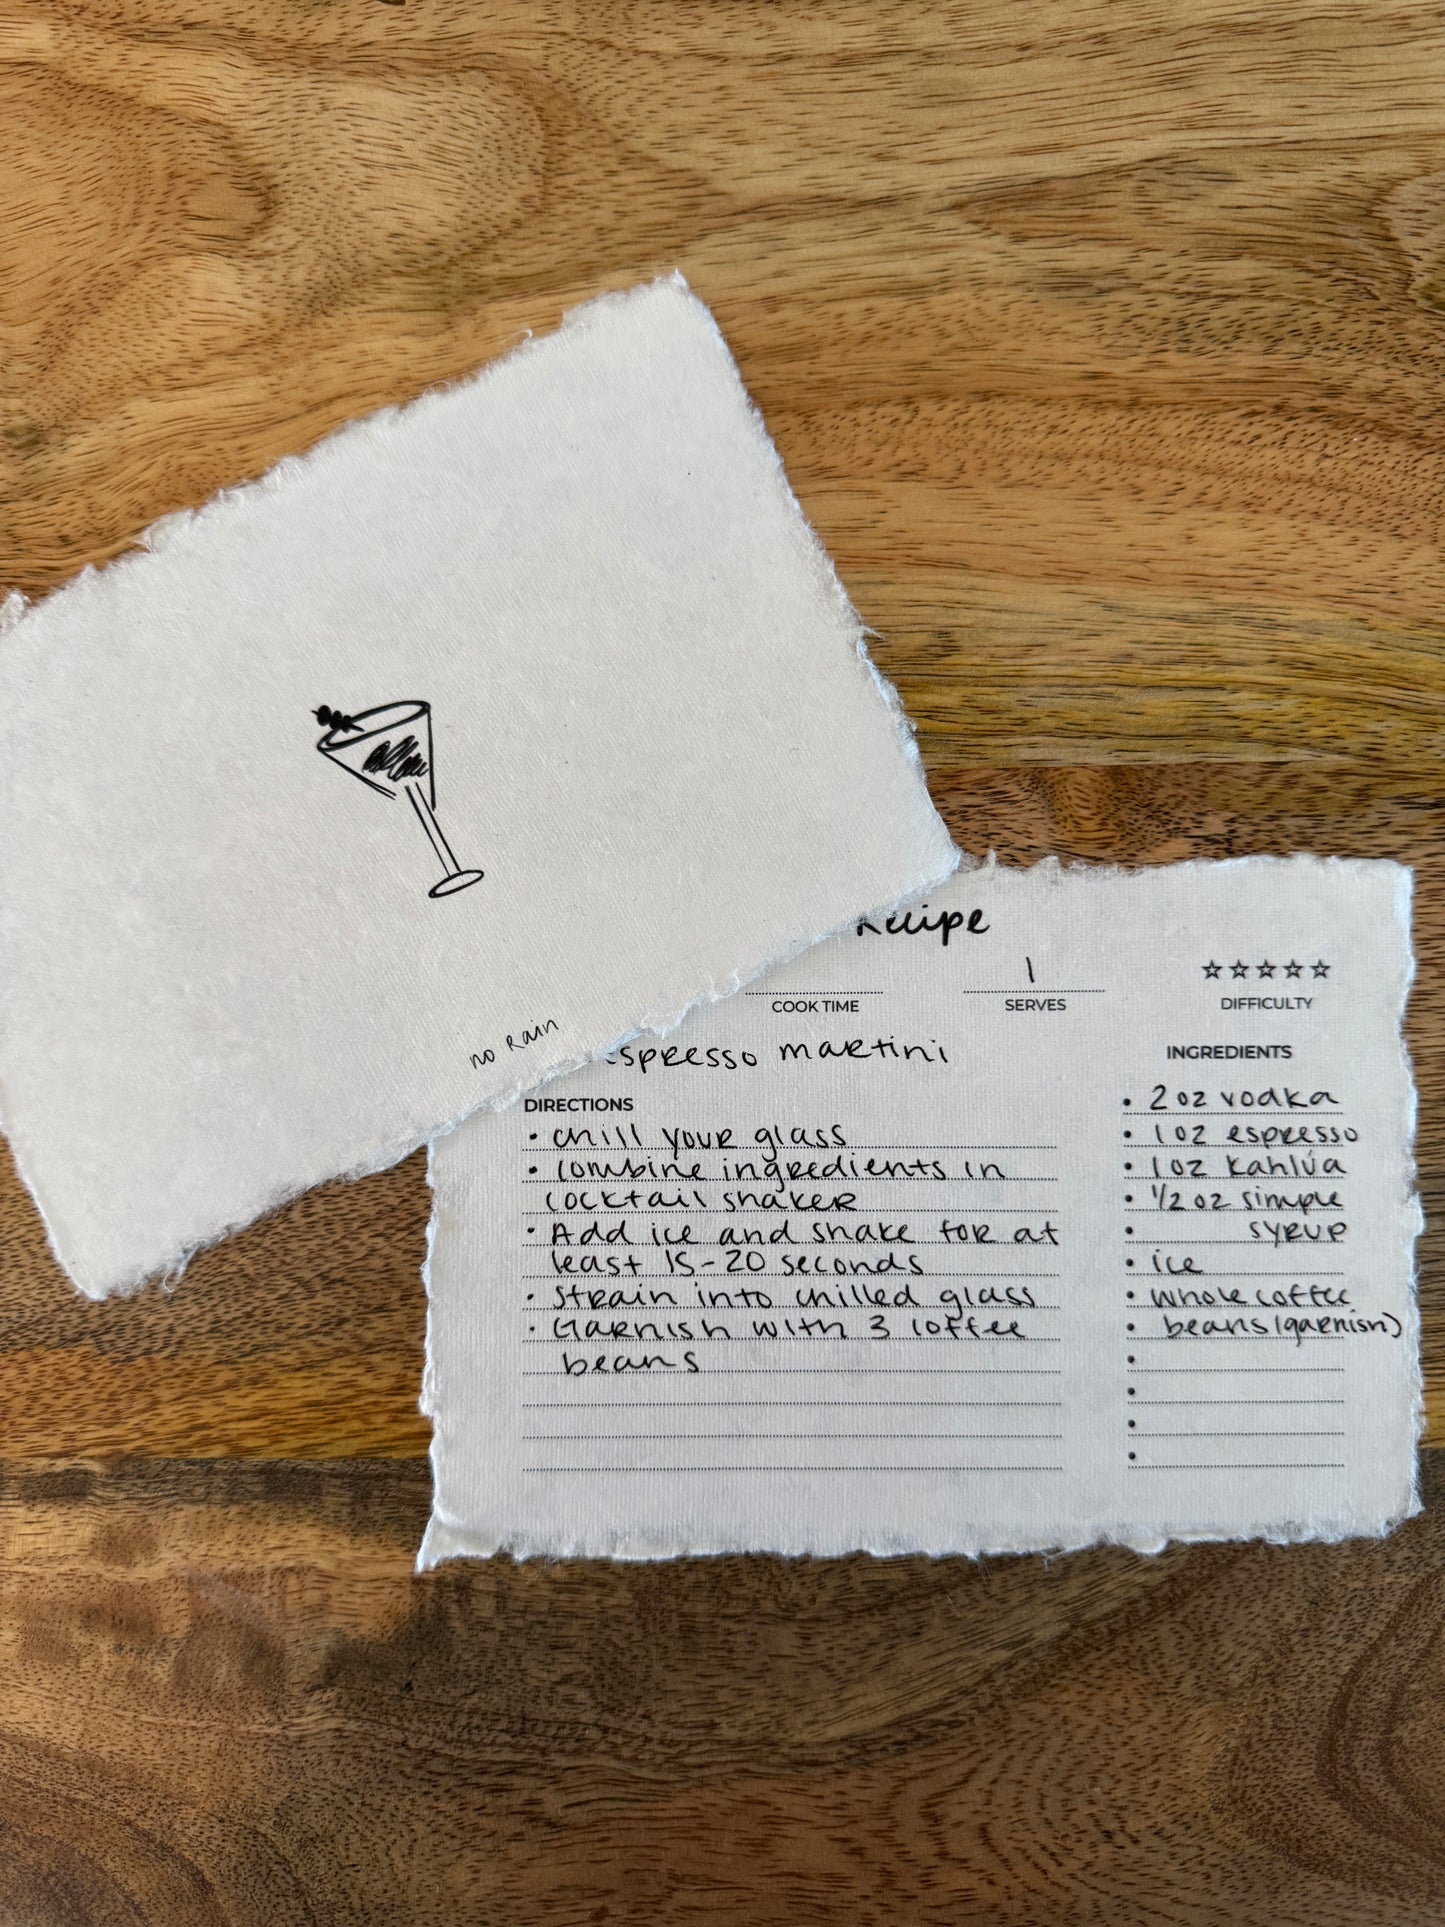 no Rain
Recipe
1
☆☆☆☆☆
COOK TIME
SERVES
DIFFICULTY
espresso martini
DIRECTIONS
• chill your glass
• combine ingredients in
cocktail shaker
• Add ice and shake for at
least 15-20 seconds
• Strain into chilled glass
• Garnish with 3 coffee
beans
INGREDIENTS
• 2 oz vodka
• 1 oz espresso
• 1 oz Kahlúa
• 1/2 oz simple
• syrup
• ice
• whole coffee
• beans (garnish)